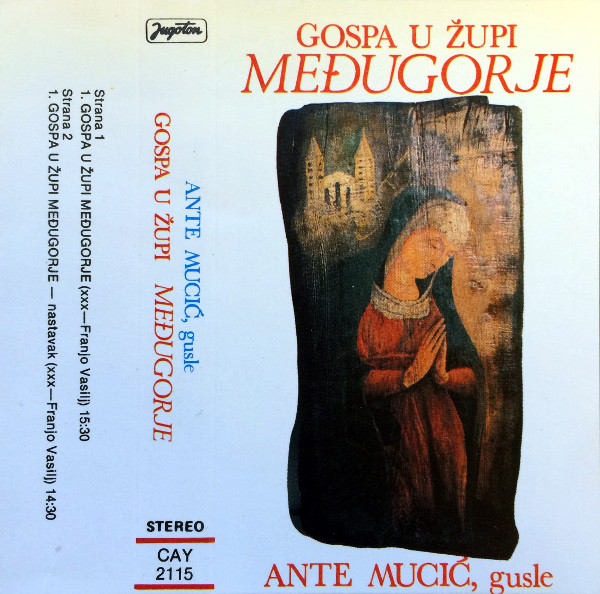 Jugoton
GOSPA U ŽUPI
MEĐUGORJE
ANTE MUCIĆ, gusle
ANTE MUCIĆ, gusle
GOSPA U ŽUPI MEĐUGORJE
Strana 1
1. GOSPA U ŽUPI MEĐUGORJE (xxx—Franjo Vasilj) 15:30
Strana 2
1. GOSPA U ŽUPI MEĐUGORJE — nastavak (xxx—Franjo Vasilj) 14:30
STEREO
CAY
2115